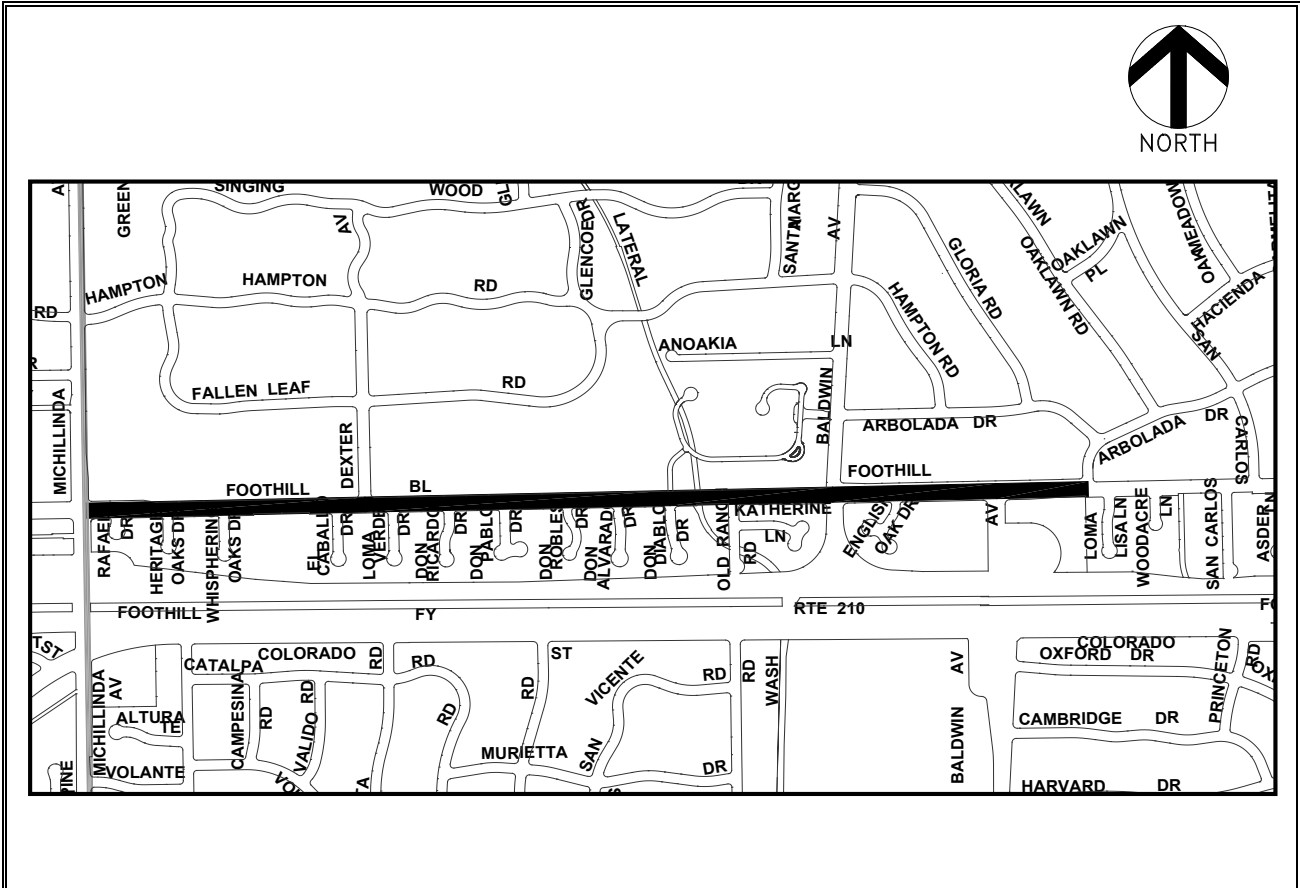 NORTH
SINGING
WOOD
GREEN
AV
GLENCOE
DR
LATERAL
SANTA
AV
HAMPTON
HAMPTON
RD
RD
GLORIA RD
OAKLAWN RD
OAKLAWN
PL
HACIENDA
SAN
HAMPTON RD
ANOAKIA
LN
FALLEN LEAF
RD
MICHILLINDA
DEXTER
BALDWIN
ARBOLADA DR
ARBOLADA
DR
CARLOS
FOOTHILL
BL
FOOTHILL
RAFAEL
DR
HERITAGE
OAKS DR
WHISPHERING
OAKS DR
EL
CABALLO
DR
LOMA
VERDE
DR
DON
RICARDO
DR
DON
PABLO
DR
DON
ROBLES
DR
DON
ALVARADO
DR
DON
DIABLO
DR
OLD RANCH
RD
KATHERINE
LN
ENGLISH
OAK DR
AV
LOMA
LISA LN
WOODACRE
LN
SAN CARLOS
ASDER
LN
FOOTHILL
FY
RTE 210
COLORADO
ST
COLORADO
CATALPA
RD
RD
OXFORD DR
PRINCETON
RD
MICHILLINDA
AV
ALTURA
TE
CAMPESINA
RD
VALIDO
RD
RD
RD
VICENTE
SAN
RD
RD
WASH
AV
BALDWIN
CAMBRIDGE
DR
VOLANTE
MURIETTA
DR
HARVARD
DR
PINE